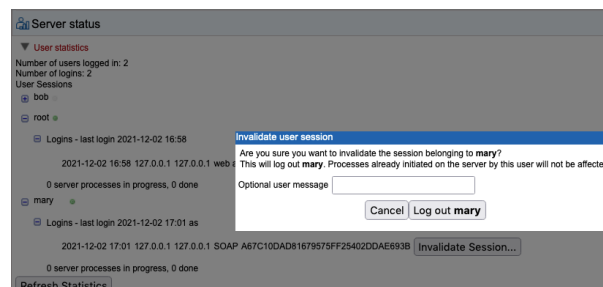 Server status
User statistics
Number of users logged in: 2
Number of logins: 2
User Sessions
bob
root
Logins - last login 2021-12-02 16:58
2021-12-02 16:58 127.0.0.1 127.0.0.1 web a
0 server processes in progress, 0 done
mary
Logins - last login 2021-12-02 17:01 as
2021-12-02 17:01 127.0.0.1 127.0.0.1 SOAP A67C10DAD81679575FF25402DDAE693B Invalidate Session...
0 server processes in progress, 0 done
Refresh Statistics
Invalidate user session
Are you sure you want to invalidate the session belonging to mary?
This will log out mary. Processes already initiated on the server by this user will not be affecte
Optional user message
Cancel Log out mary